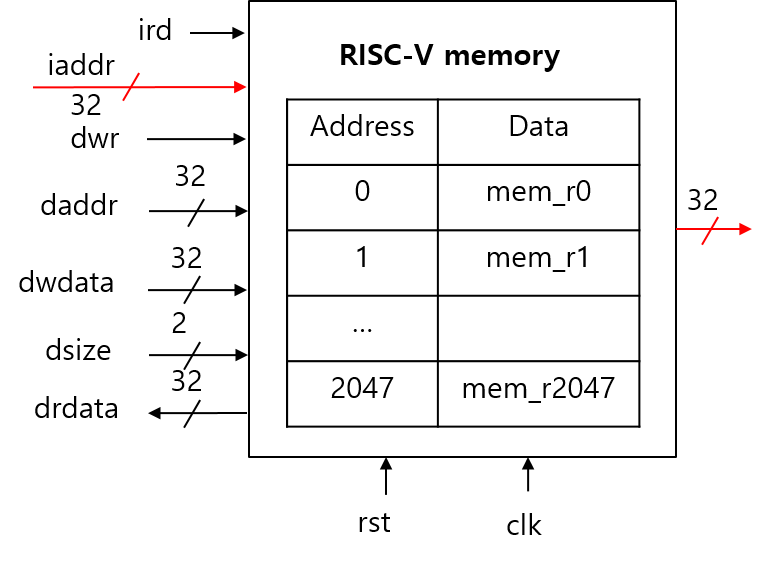 ird
RISC-V memory
iaddr
32
dwr
Address Data
32
daddr
0 mem_r0
32
1 mem_r1
32
dwdata
2
dsize
...
32
drdata
2047 mem_r2047
rst
clk